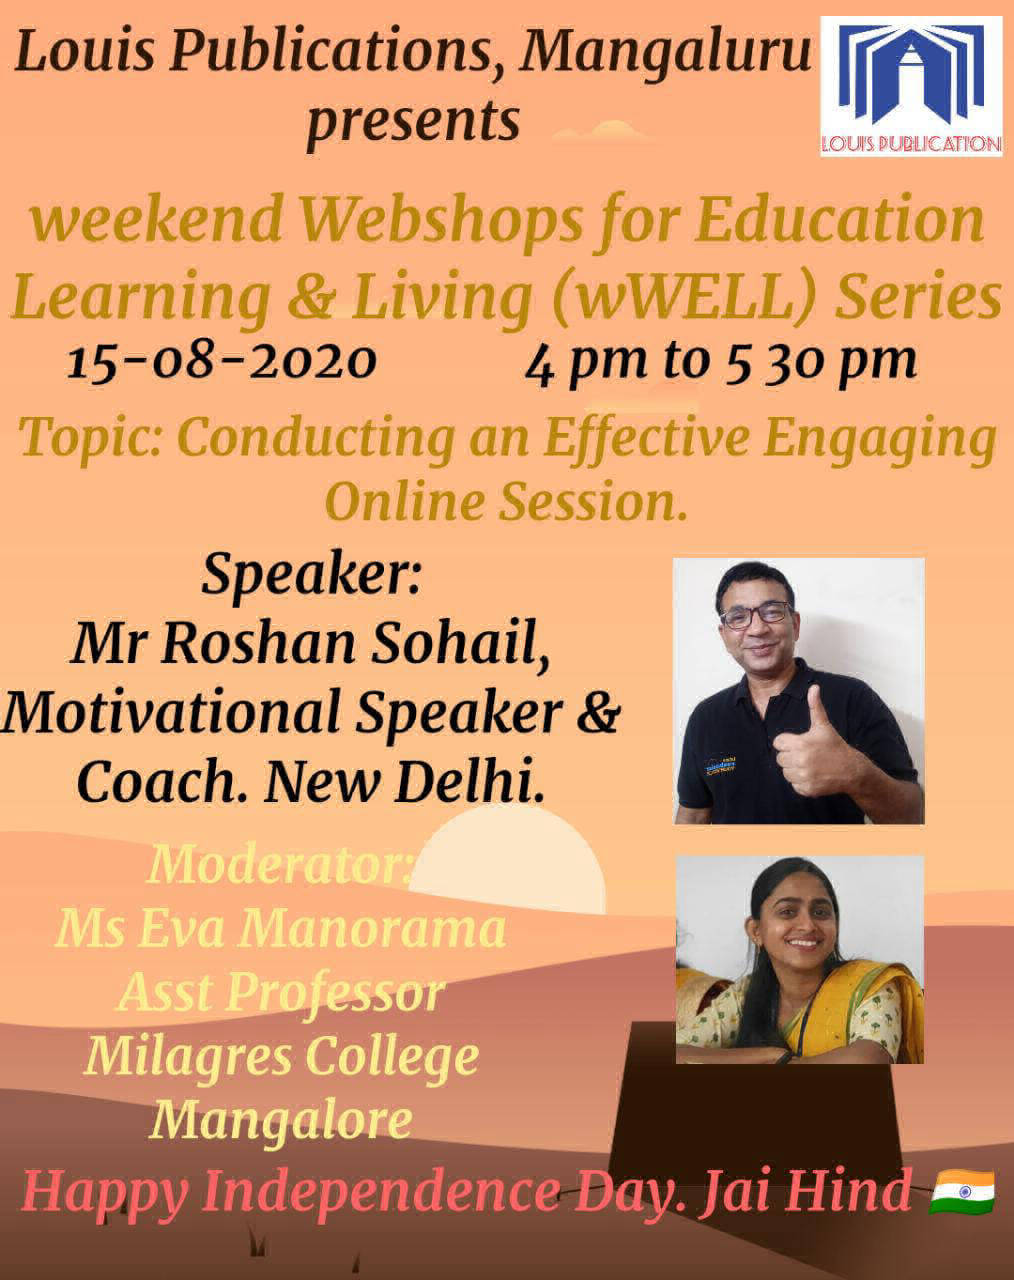 Louis Publications, Mangaluru
presents
LOUIS PUBLICATION
weekend Webshops for Education
Learning & Living (wWELL) Series
15-08-2020 4 pm to 5 30 pm
Topic: Conducting an Effective Engaging
Online Session.
Speaker:
Mr Roshan Sohail,
Motivational Speaker &
Coach. New Delhi.
Moderator:
Ms Eva Manorama
Asst Professor
Milagres College
Mangalore
Happy Independence Day. Jai Hind